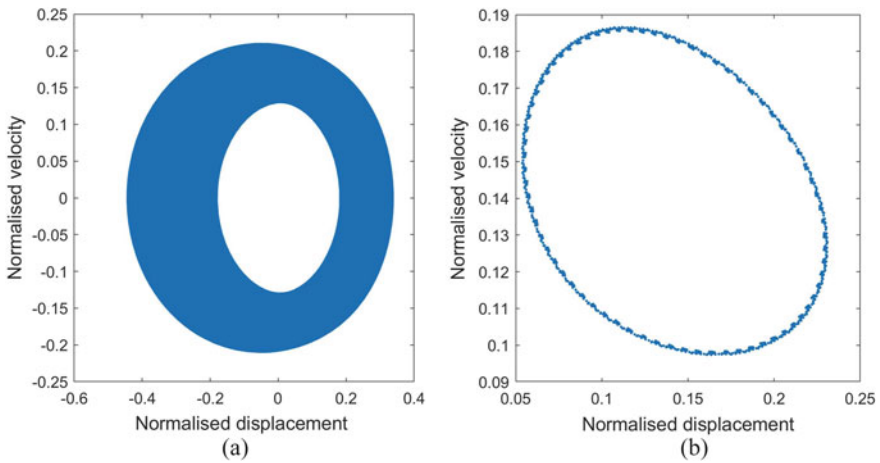 0.25
0.2
0.15
0.1
0.05
0
-0.05
-0.1
-0.15
-0.2
-0.25
Normalised velocity
-0.6 -0.4 -0.2 0 0.2 0.4
Normalised displacement
(a)
0.19
0.18
0.17
0.16
0.15
0.14
0.13
0.12
0.11
0.1
0.09
Normalised velocity
0.05 0.1 0.15 0.2 0.25
Normalised displacement
(b)